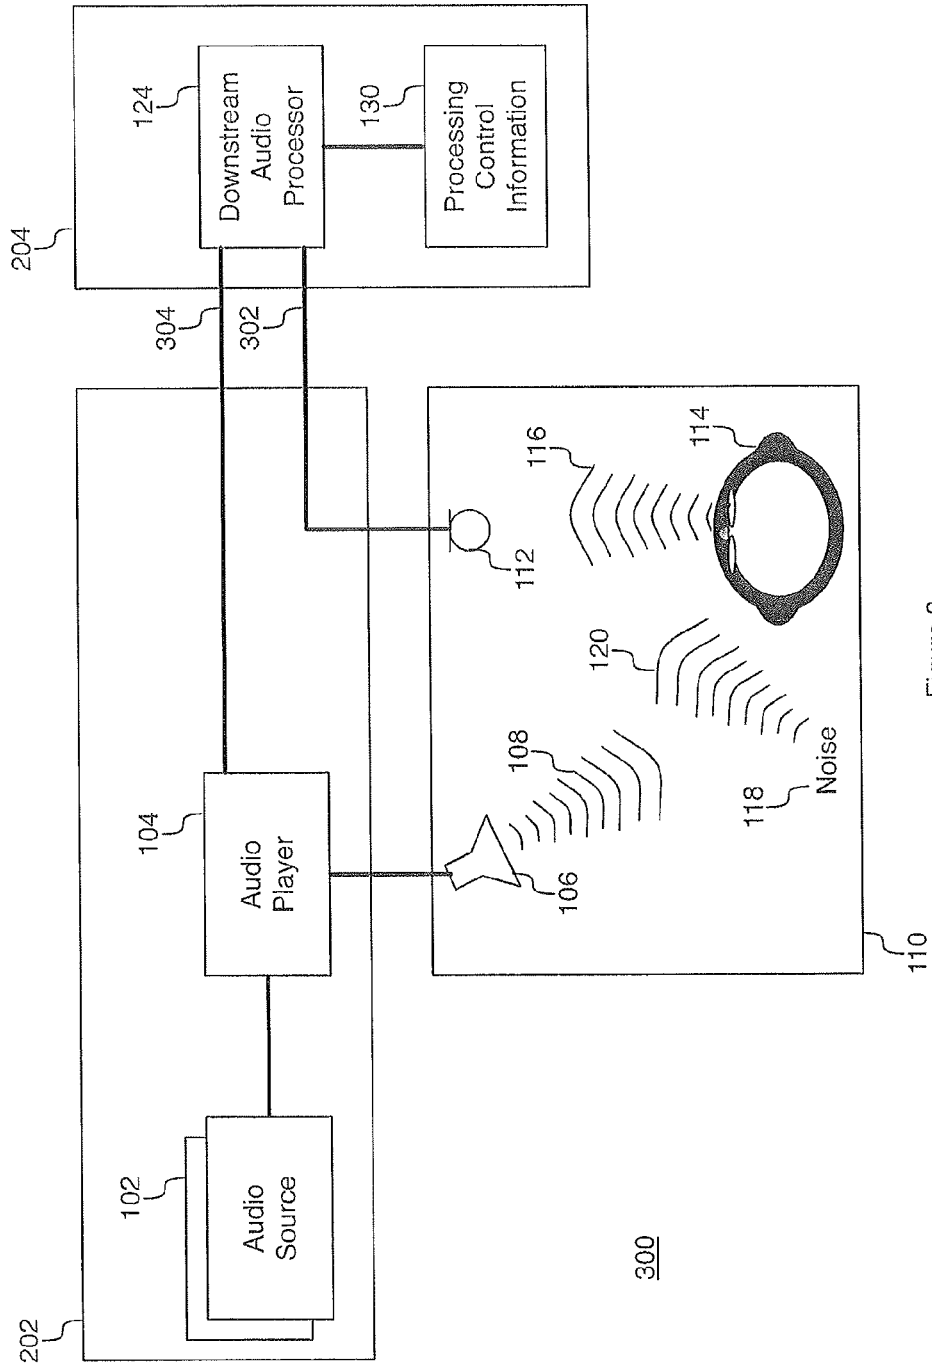 202
204
102
104
124
304
302
130
Audio
Source
Audio
Player
Downstream
Audio
Processor
Processing
Control
Information
112
116
106
108
120
114
118
Noise
110
300
Figure